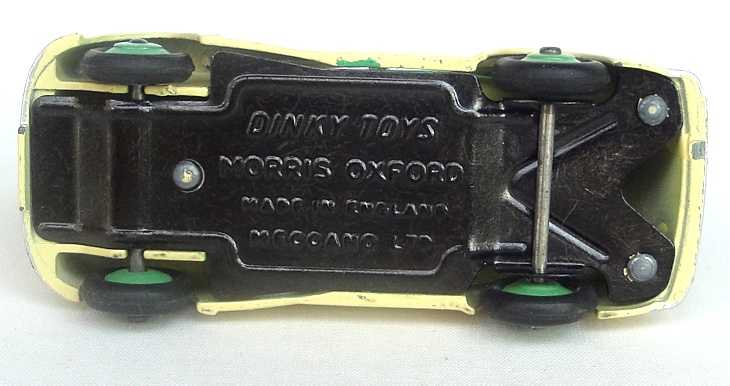 DINKY TOYS
MORRIS OXFORD
MADE IN ENGLAND
MECCANO LTD